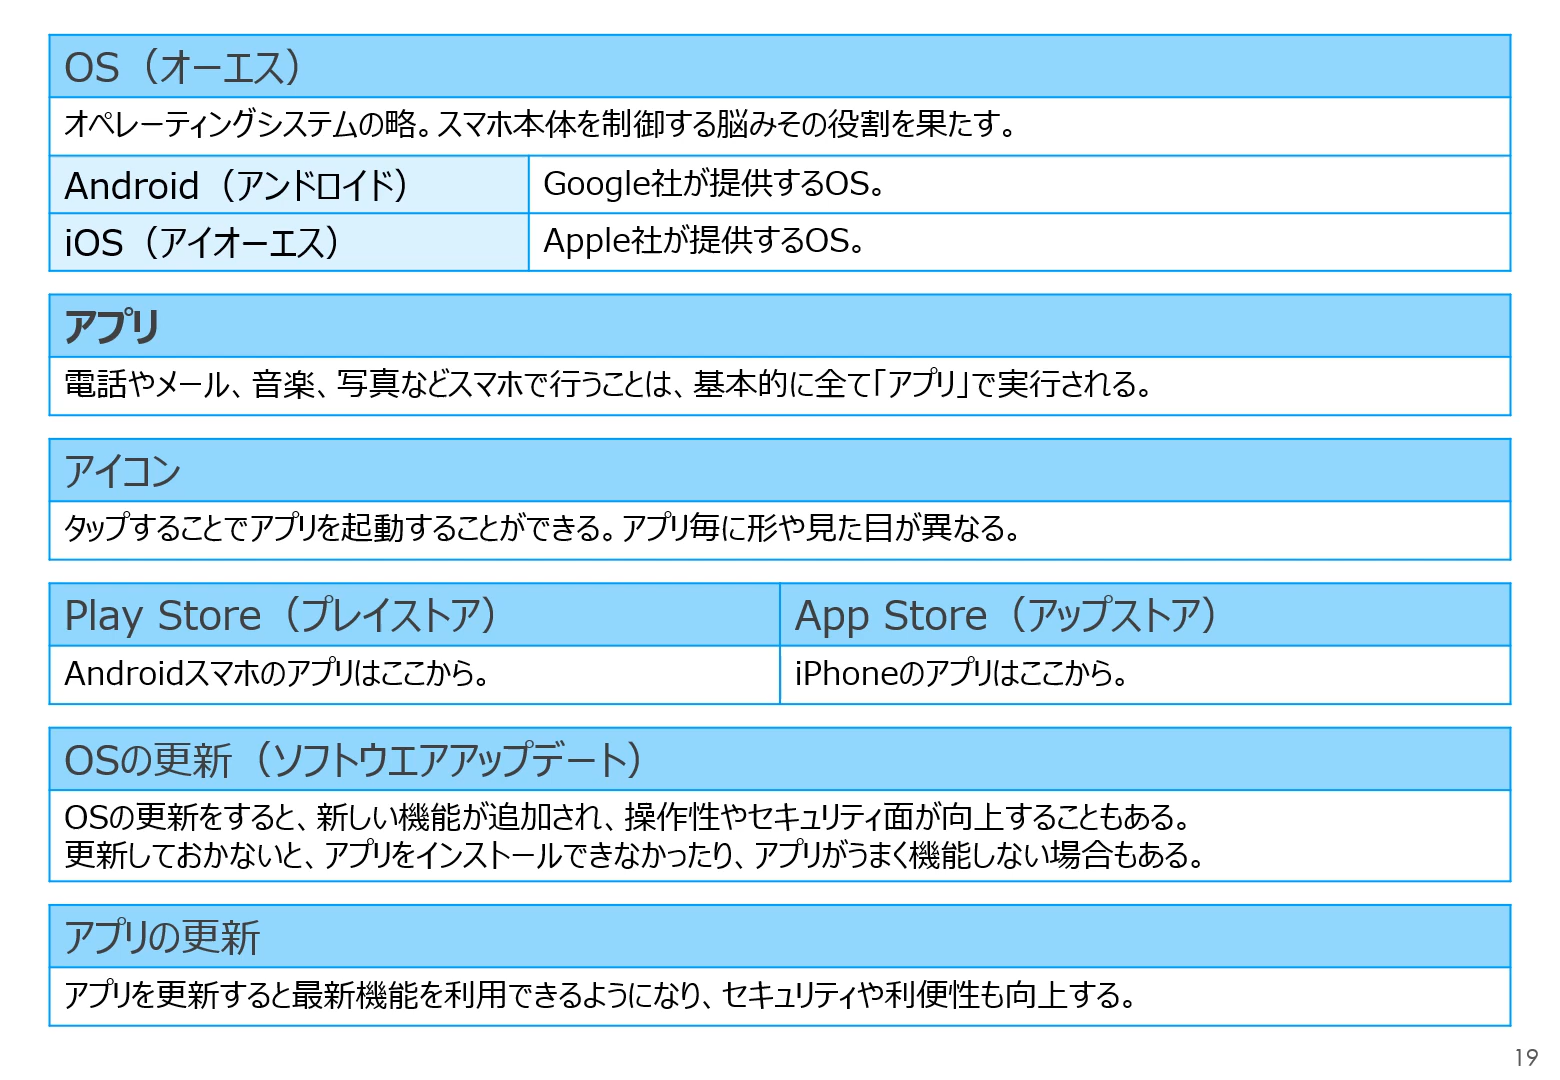 OS（オーエス）
オペレーティングシステムの略。スマホ本体を制御する脳みその役割を果たす。
Android（アンドロイド）
Google社が提供するOS。
iOS（アイオーエス）
Apple社が提供するOS。
アプリ
電話やメール、音楽、写真などスマホで行うことは、基本的に全て「アプリ」で実行される。
アイコン
タップすることでアプリを起動することができる。アプリ毎に形や見た目が異なる。
Play Store（プレイストア）
App Store（アップストア）
Androidスマホのアプリはここから。
iPhoneのアプリはここから。
OSの更新（ソフトウエアアップデート）
OSの更新をすると、新しい機能が追加され、操作性やセキュリティ面が向上することもある。
更新しておかないと、アプリをインストールできなかったり、アプリがうまく機能しない場合もある。
アプリの更新
アプリを更新すると最新機能を利用できるようになり、セキュリティや利便性も向上する。
19